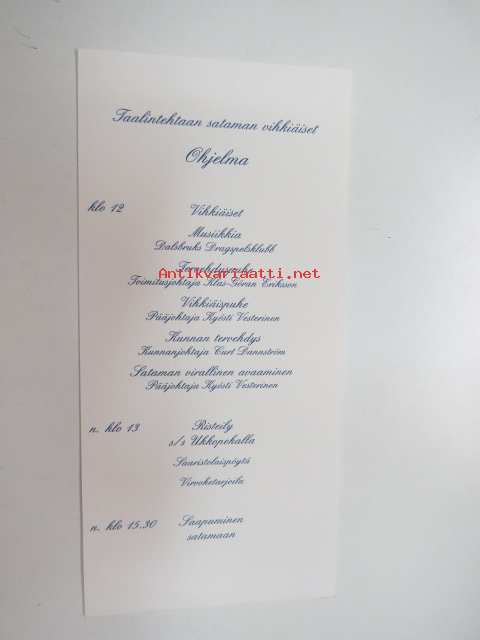 Taalintehtaan sataman vihkiäiset
Ohjelma
klo 12 Vihkiäiset
Musiikkia
Dalsbruks Dragspelsklubb
Tervehdyspuhe
Antikvariaatti.net
Toimitusjohtaja Klas-Göran Eriksson
Vihkiäispuhe
Pääjohtaja Kyösti Vesterinen
Kunnan tervehdys
Kunnanjohtaja Curt Dannström
Sataman virallinen avaaminen
Pääjohtaja Kyösti Vesterinen
n. klo 13 Risteily
s/s Ukkopekalla
Saaristolaispöytä
Virvoketarjoilu
n. klo 15.30 Saapuminen
satamaan